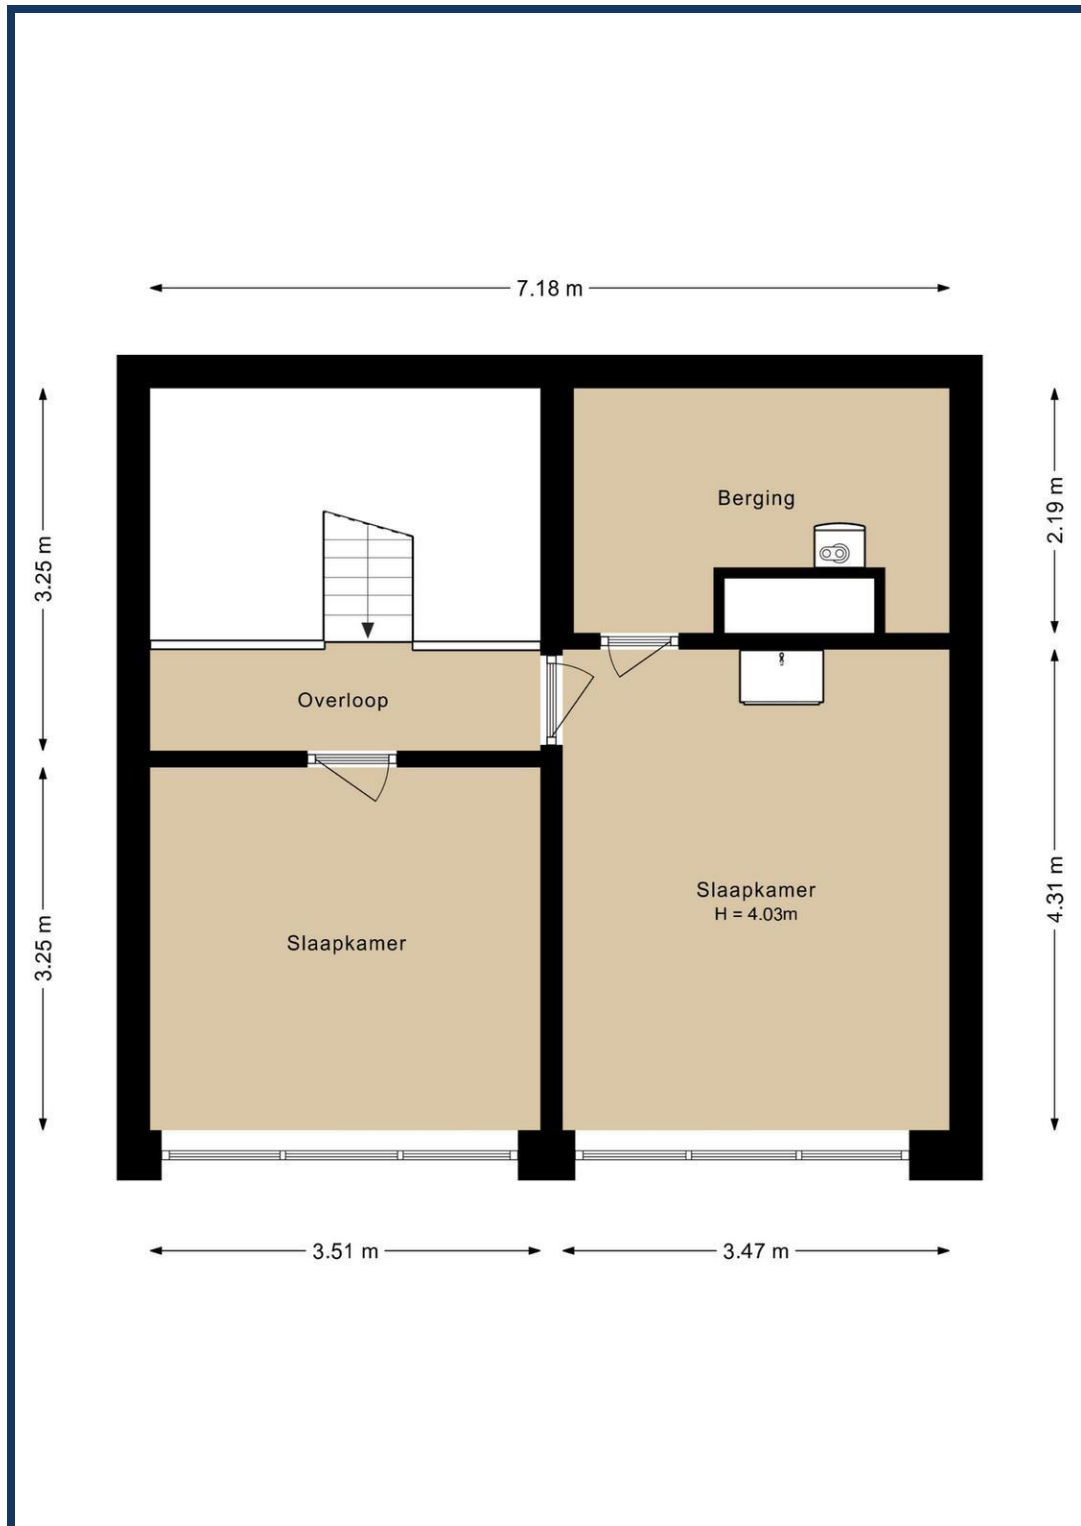 7.18 m
3.25 m
2.19 m
Berging
Overloop
Slaapkamer
H = 4.03m
4.31 m
Slaapkamer
3.25 m
3.51 m
3.47 m